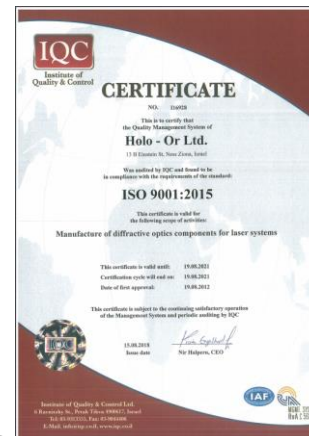 IQC
Institute of
Quality & Control
CERTIFICATE
NO. 116928
This is to certify that
the Quality Management System of
Holo - Or Ltd.
13 B Einstein St, Ness Ziona, Israel
Was audited by IQC and found to be
in compliance with the requirements of the standard:
ISO 9001:2015
This certificate is valid for
the following scope of activities:
Manufacture of diffractive optics components for laser systems
This certificate is valid until: 19.08.2021
Certification cycle will end on: 19.08.2021
Date of first approval: 19.08.2012
This certificate is subject to the continuing satisfactory operation
of the Management System and periodic auditing by IQC
15.08.2018
Issue date
Nir Halpern, CEO
IAF
Institute of Quality & Control Ltd.